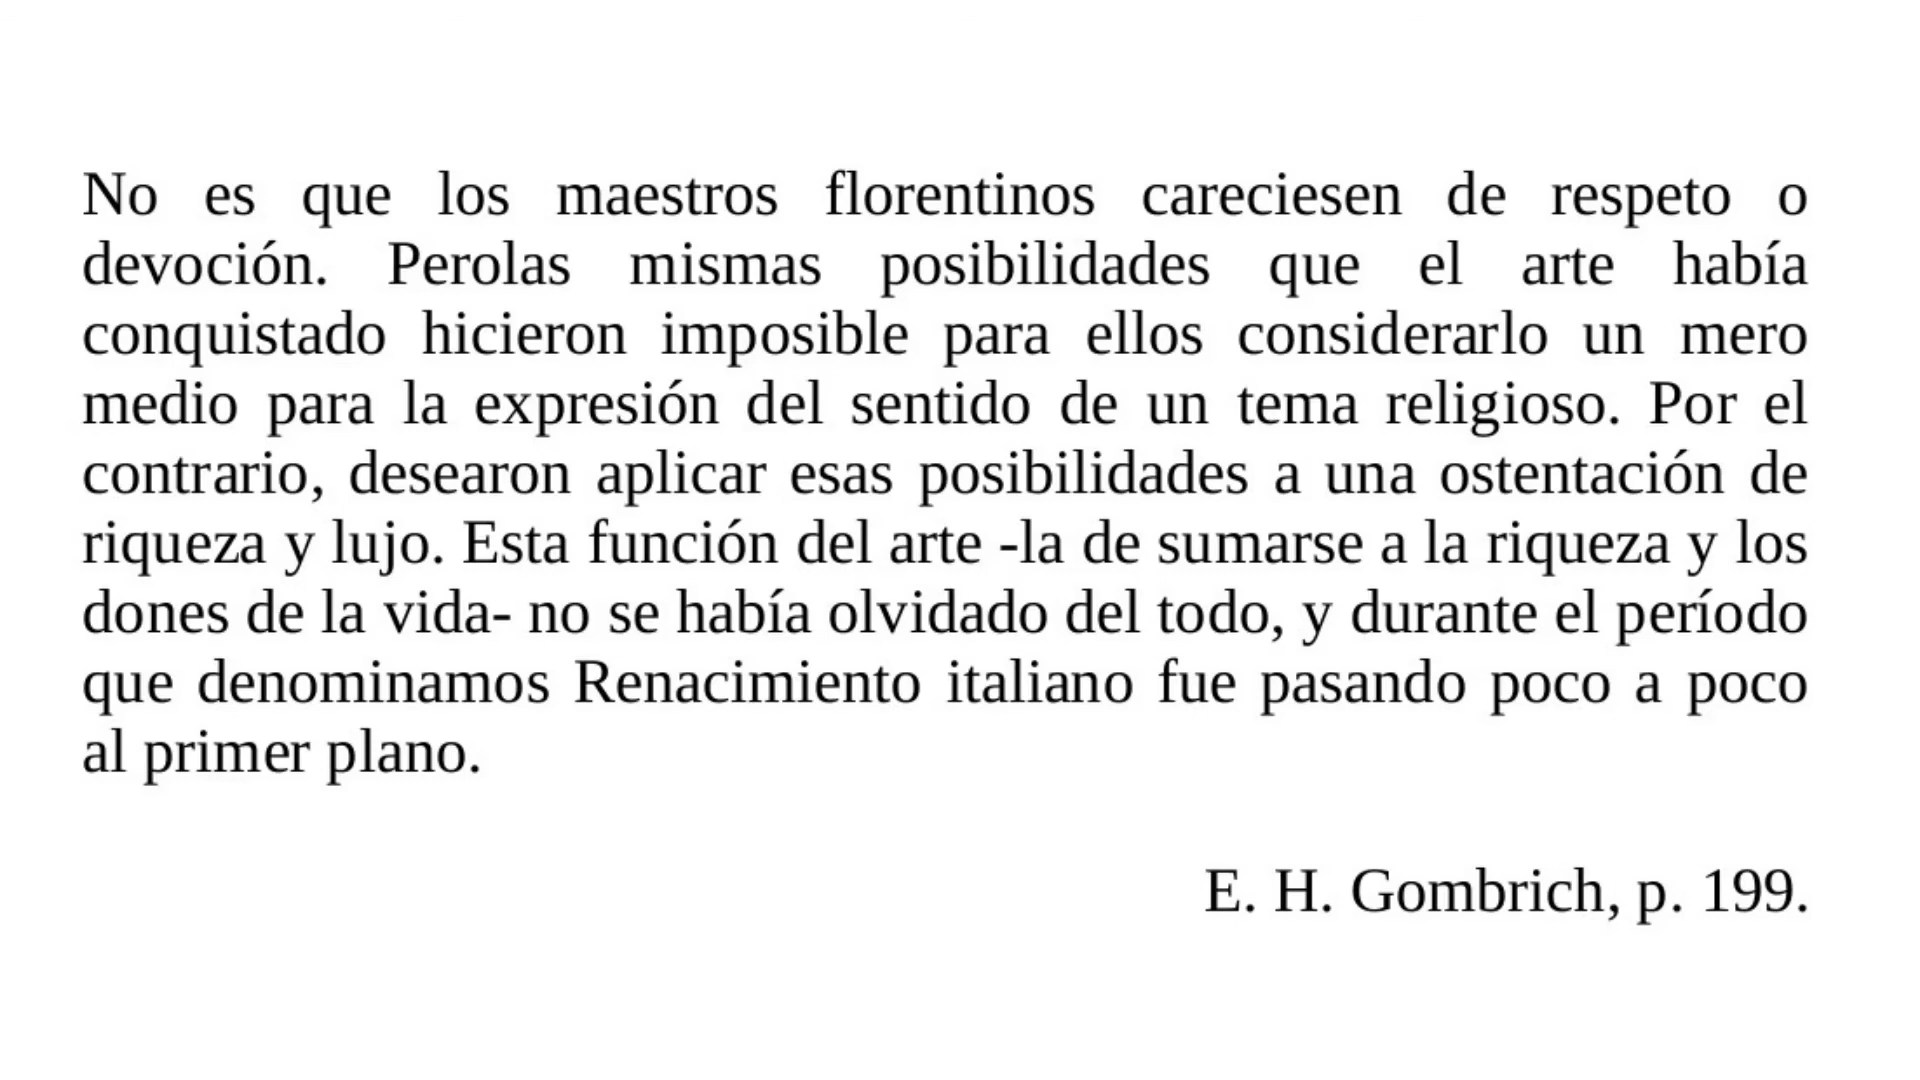 No es que los maestros florentinos careciesen de respeto o
devoción. Perolas mismas posibilidades que el arte había
conquistado hicieron imposible para ellos considerarlo un mero
medio para la expresión del sentido de un tema religioso. Por el
contrario, desearon aplicar esas posibilidades a una ostentación de
riqueza y lujo. Esta función del arte -la de sumarse a la riqueza y los
dones de la vida- no se había olvidado del todo, y durante el período
que denominamos Renacimiento italiano fue pasando poco a poco
al primer plano.
E. H. Gombrich, p. 199.